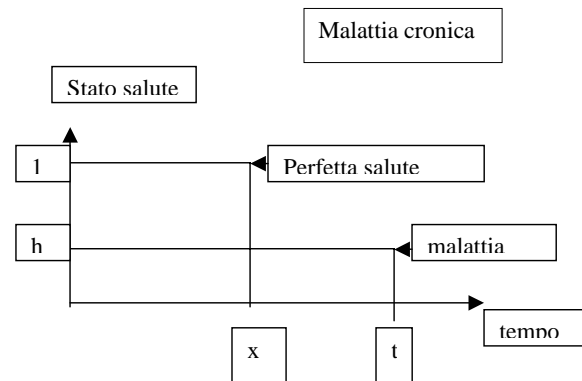 Malattia cronica
Stato salute
1
Perfetta salute
h
malattia
tempo
x
t